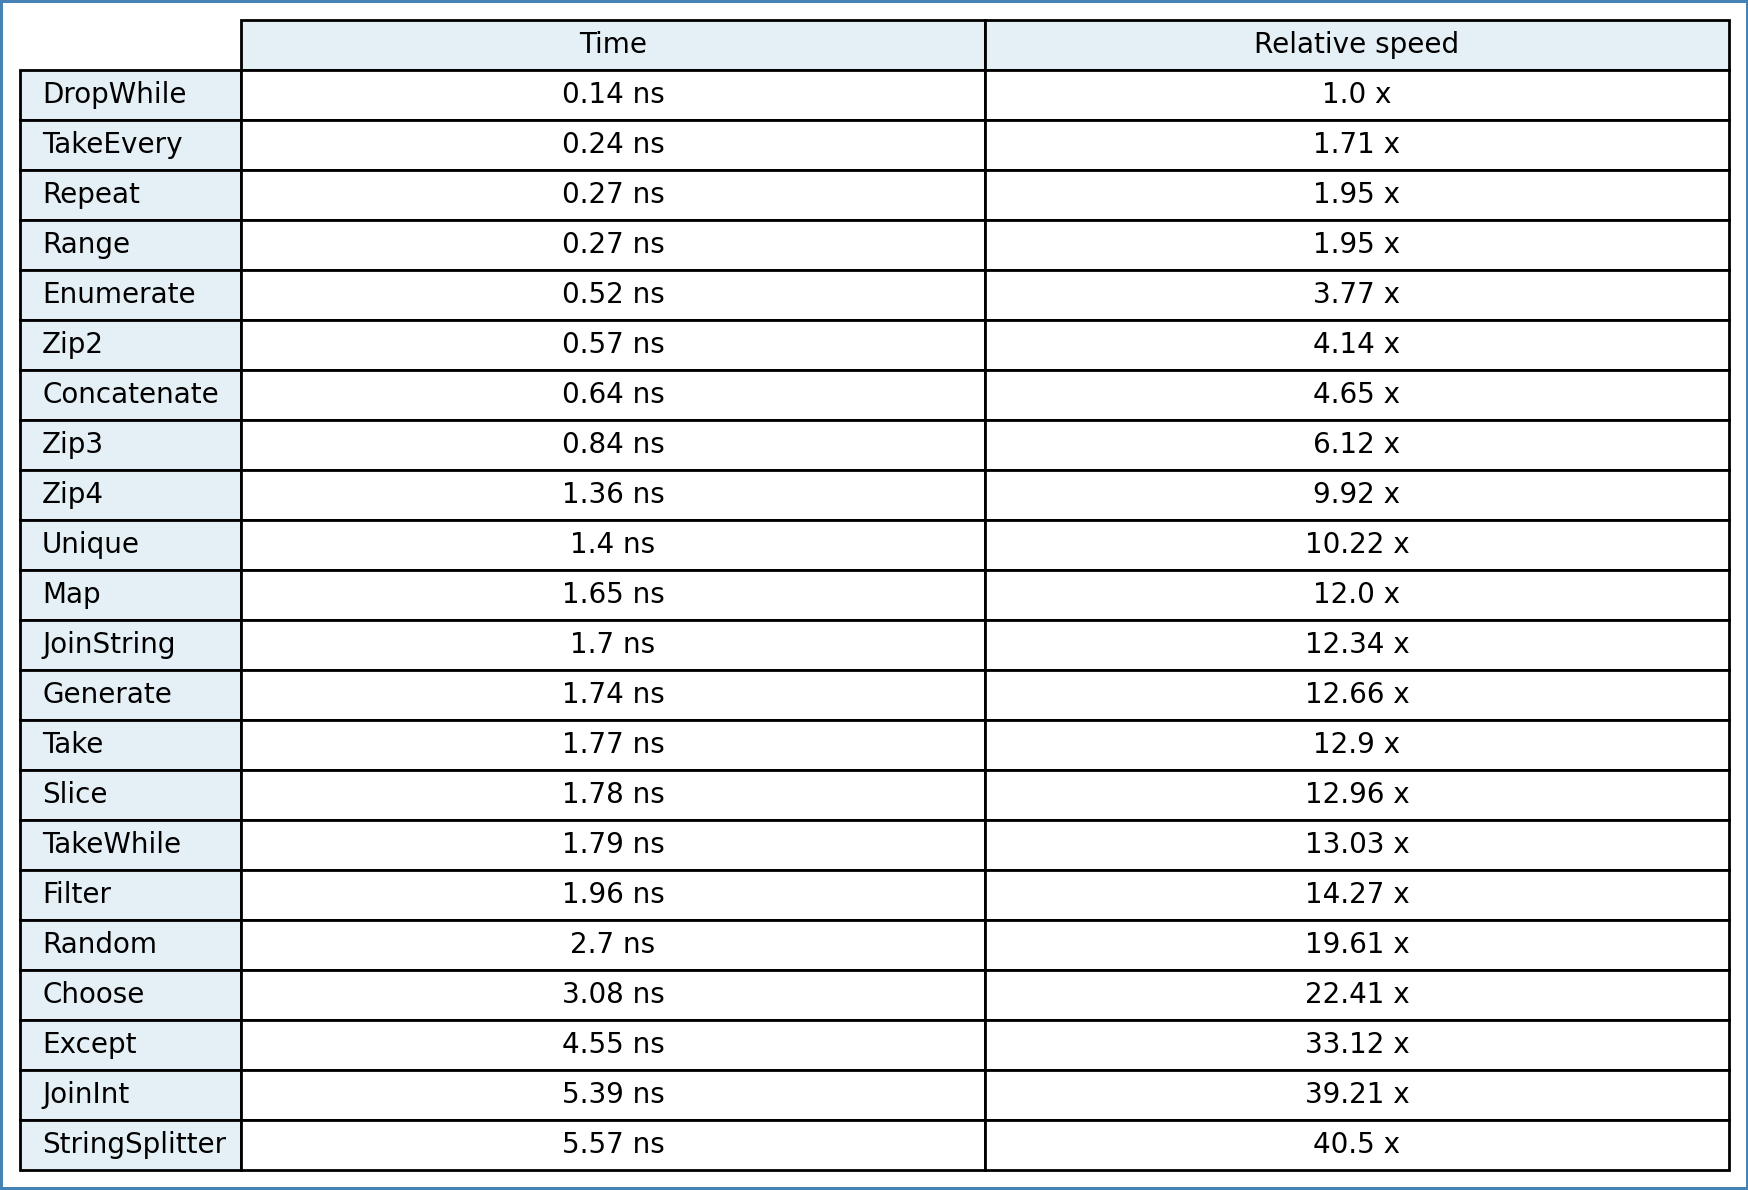 Time Relative speed
DropWhile 0.14 ns 1.0 x
TakeEvery 0.24 ns 1.71 x
Repeat 0.27 ns 1.95 x
Range 0.27 ns 1.95 x
Enumerate 0.52 ns 3.77 x
Zip2 0.57 ns 4.14 x
Concatenate 0.64 ns 4.65 x
Zip3 0.84 ns 6.12 x
Zip4 1.36 ns 9.92 x
Unique 1.4 ns 10.22 x
Map 1.65 ns 12.0 x
JoinString 1.7 ns 12.34 x
Generate 1.74 ns 12.66 x
Take 1.77 ns 12.9 x
Slice 1.78 ns 12.96 x
TakeWhile 1.79 ns 13.03 x
Filter 1.96 ns 14.27 x
Random 2.7 ns 19.61 x
Choose 3.08 ns 22.41 x
Except 4.55 ns 33.12 x
JoinInt 5.39 ns 39.21 x
StringSplitter 5.57 ns 40.5 x